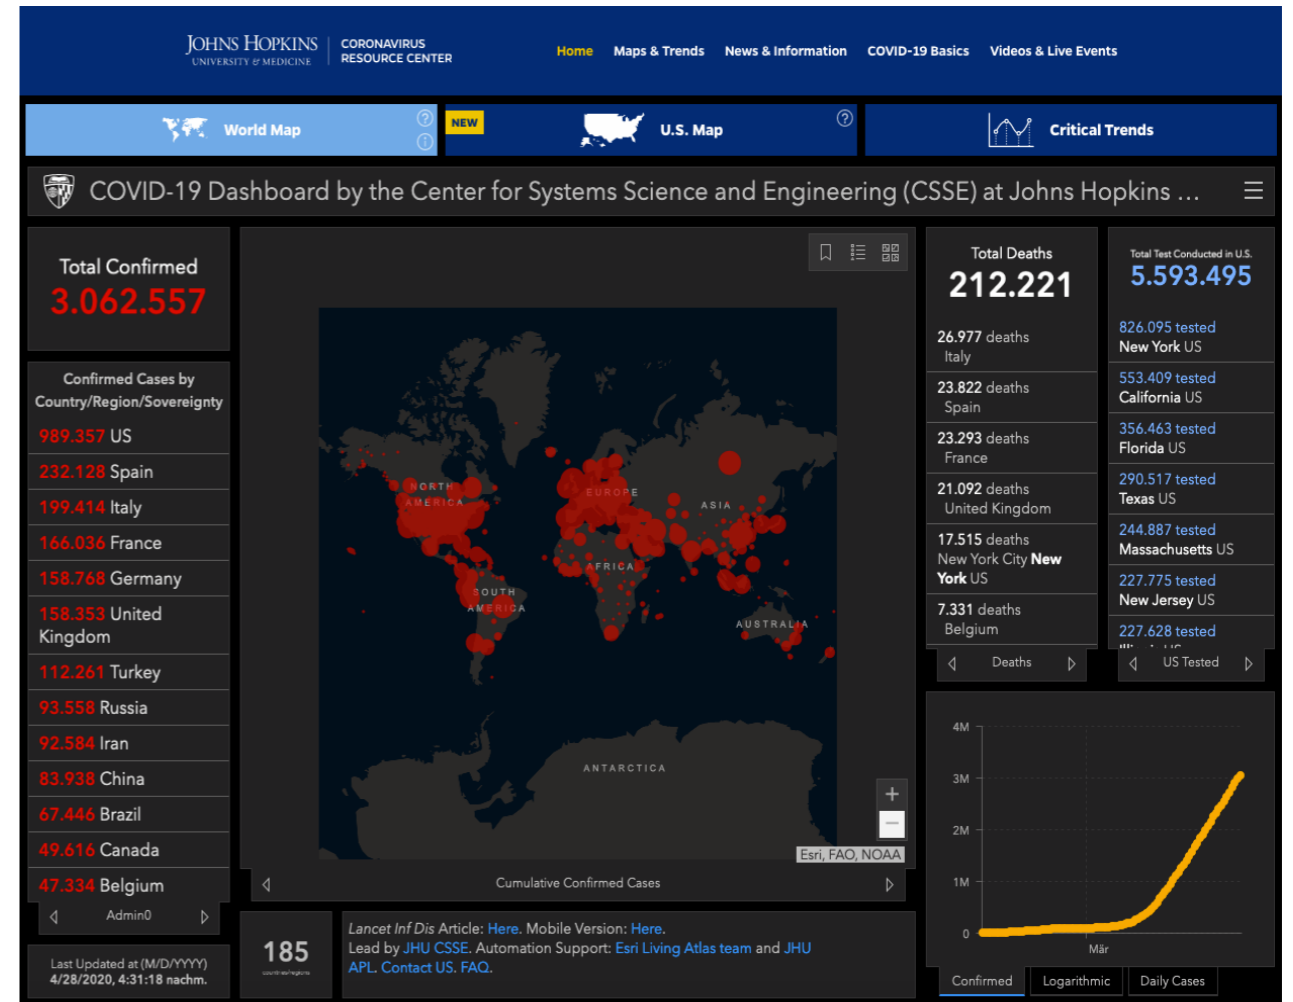 JOHNS HOPKINS
UNIVERSITY & MEDICINE
CORONAVIRUS
RESOURCE CENTER
Home
Maps & Trends
News & Information
COVID-19 Basics
Videos & Live Events
World Map
NEW
U.S. Map
Critical Trends
COVID-19 Dashboard by the Center for Systems Science and Engineering (CSSE) at Johns Hopkins ...
Total Confirmed
3.062.557
Confirmed Cases by
Country/Region/Sovereignty
989.357 US
232.128 Spain
199.414 Italy
166.036 France
158.768 Germany
158.353 United
Kingdom
112.261 Turkey
93.558 Russia
92.584 Iran
83.938 China
67.446 Brazil
49.616 Canada
47.334 Belgium
Admin0
Last Updated at (M/D/YYYY)
4/28/2020, 4:31:18 nachm.
NORTH
AMERICA
EUROPE
ASIA
AFRICA
SOUTH
AMERICA
AUSTRALIA
ANTARCTICA
+
−
Esri, FAO, NOAA
Cumulative Confirmed Cases
185
countries/regions
Lancet Inf Dis Article: Here. Mobile Version: Here.
Lead by JHU CSSE. Automation Support: Esri Living Atlas team and JHU
APL. Contact US. FAQ.
Total Deaths
212.221
26.977 deaths
Italy
23.822 deaths
Spain
23.293 deaths
France
21.092 deaths
United Kingdom
17.515 deaths
New York City New
York US
7.331 deaths
Belgium
Deaths
Total Test Conducted in U.S.
5.593.495
826.095 tested
New York US
553.409 tested
California US
356.463 tested
Florida US
290.517 tested
Texas US
244.887 tested
Massachusetts US
227.775 tested
New Jersey US
227.628 tested
US Tested
4M
3M
2M
1M
0
Mär
Confirmed
Logarithmic
Daily Cases